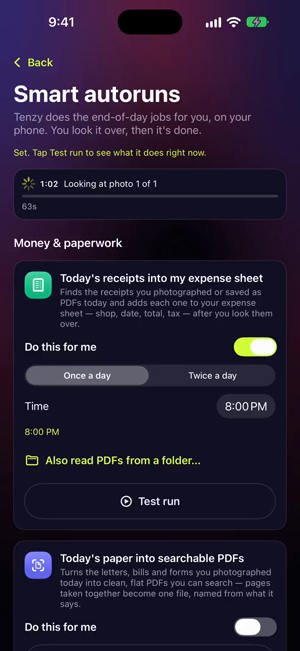 9:41
Back
Smart autoruns
Tenzy does the end-of-day jobs for you, on your
phone. You look it over, then it's done.
Set. Tap Test run to see what it does right now.
1:02 Looking at photo 1 of 1
63s
Money & paperwork
Today's receipts into my expense sheet
Finds the receipts you photographed or saved as
PDFs today and adds each one to your expense
sheet — shop, date, total, tax — after you look them
over.
Do this for me
Once a day Twice a day
Time 8:00 PM
8:00 PM
Also read PDFs from a folder...
Test run
Today's paper into searchable PDFs
Turns the letters, bills and forms you photographed
today into clean, flat PDFs you can search — pages
taken together become one file, named from what it
says.
Do this for me